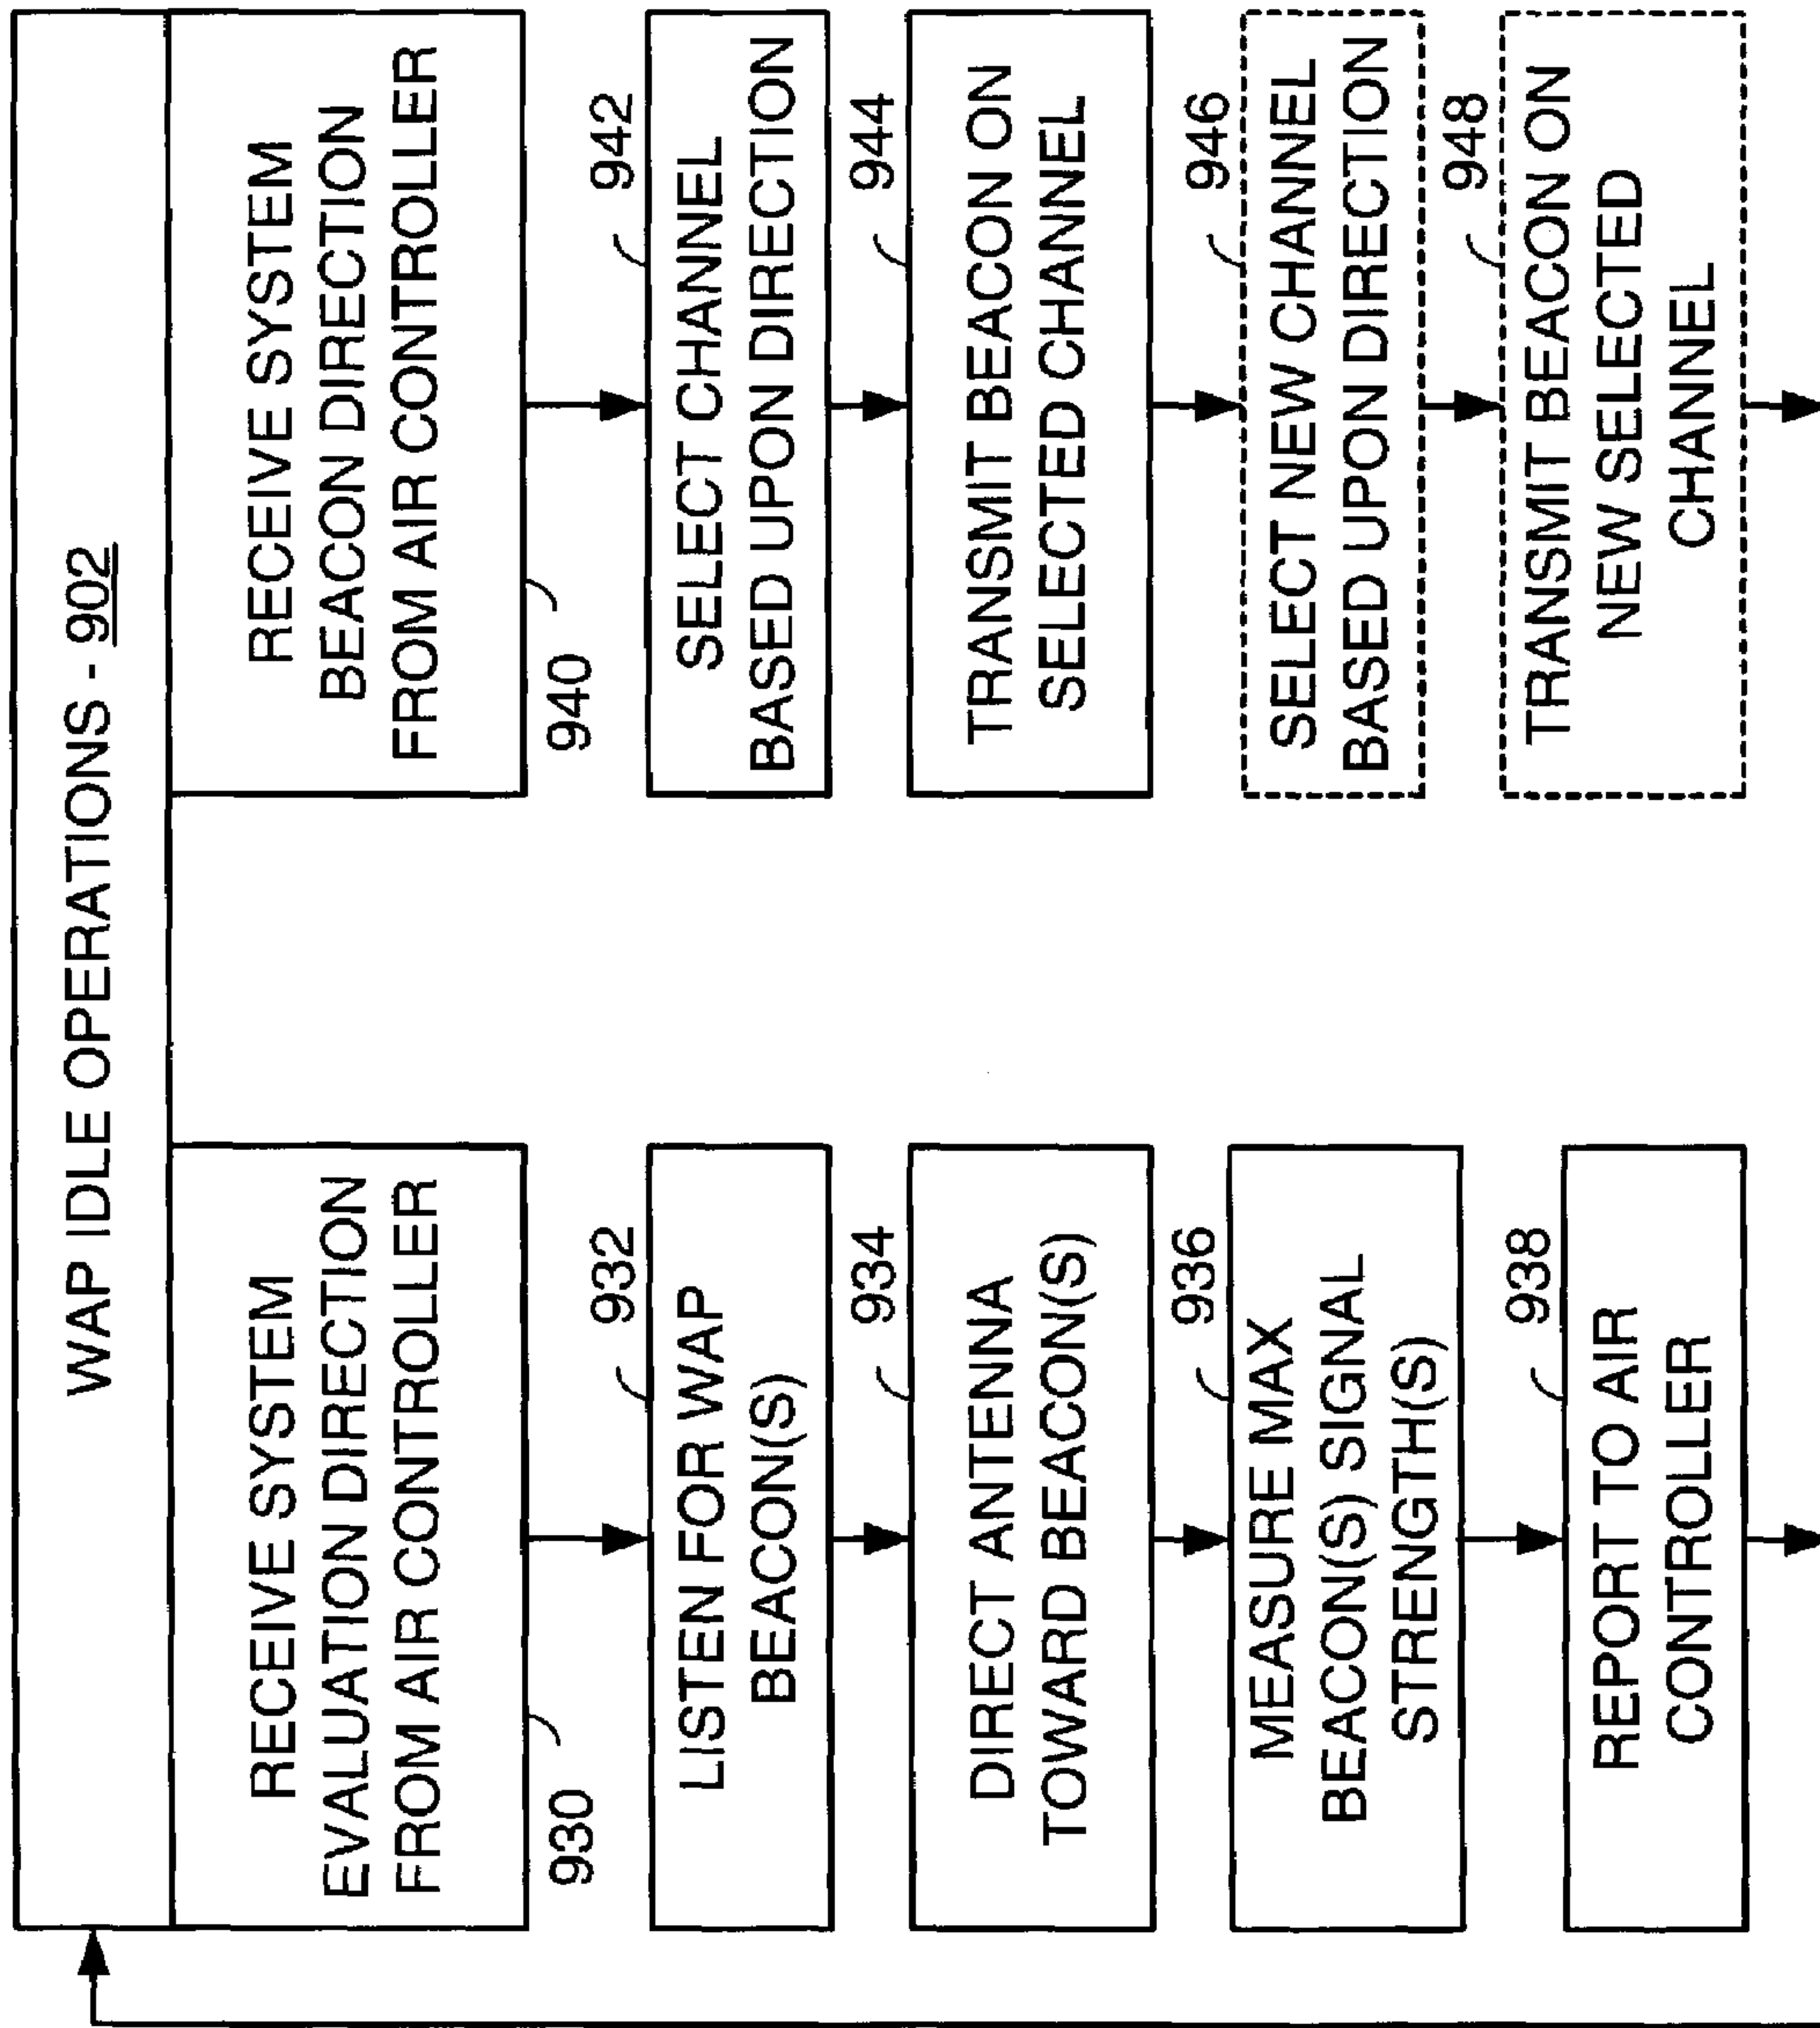 WAP IDLE OPERATIONS - 902
RECEIVE SYSTEM
EVALUATION DIRECTION
FROM AIR CONTROLLER
930
932
LISTEN FOR WAP
BEACON(S)
934
DIRECT ANTENNA
TOWARD BEACON(S)
936
MEASURE MAX
BEACON(S) SIGNAL
STRENGTH(S)
938
REPORT TO AIR
CONTROLLER
RECEIVE SYSTEM
BEACON DIRECTION
FROM AIR CONTROLLER
940
942
SELECT CHANNEL
BASED UPON DIRECTION
944
TRANSMIT BEACON ON
SELECTED CHANNEL
946
SELECT NEW CHANNEL
BASED UPON DIRECTION
948
TRANSMIT BEACON ON
NEW SELECTED
CHANNEL